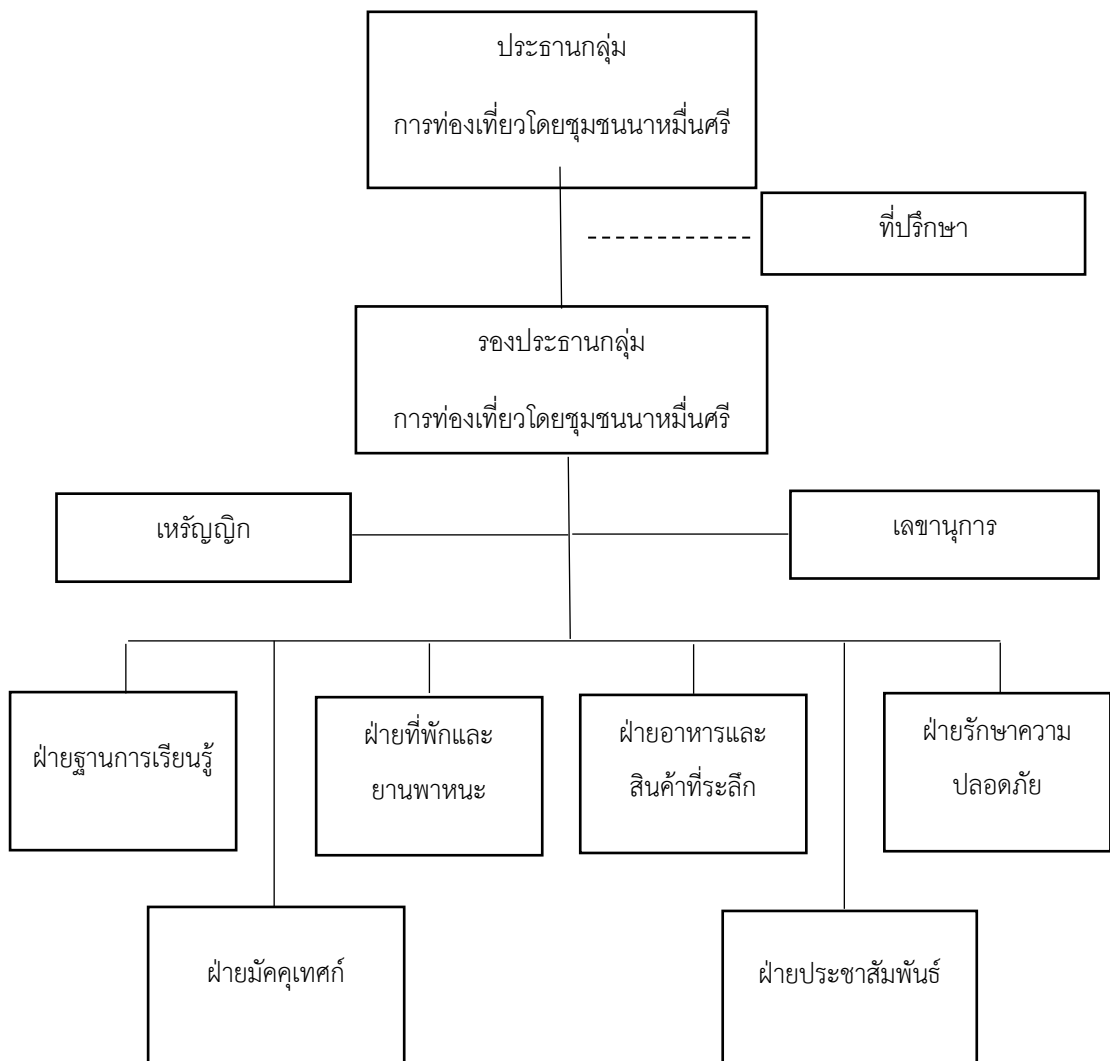 ประธานกลุ่ม
การท่องเที่ยวโดยชุมชนนาหมื่นศรี
ที่ปรึกษา
รองประธานกลุ่ม
การท่องเที่ยวโดยชุมชนนาหมื่นศรี
เหรัญญิก
เลขานุการ
ฝ่ายฐานการเรียนรู้
ฝ่ายที่พักและ
ยานพาหนะ
ฝ่ายอาหารและ
สินค้าที่ระลึก
ฝ่ายรักษาความ
ปลอดภัย
ฝ่ายมัคคุเทศก์
ฝ่ายประชาสัมพันธ์